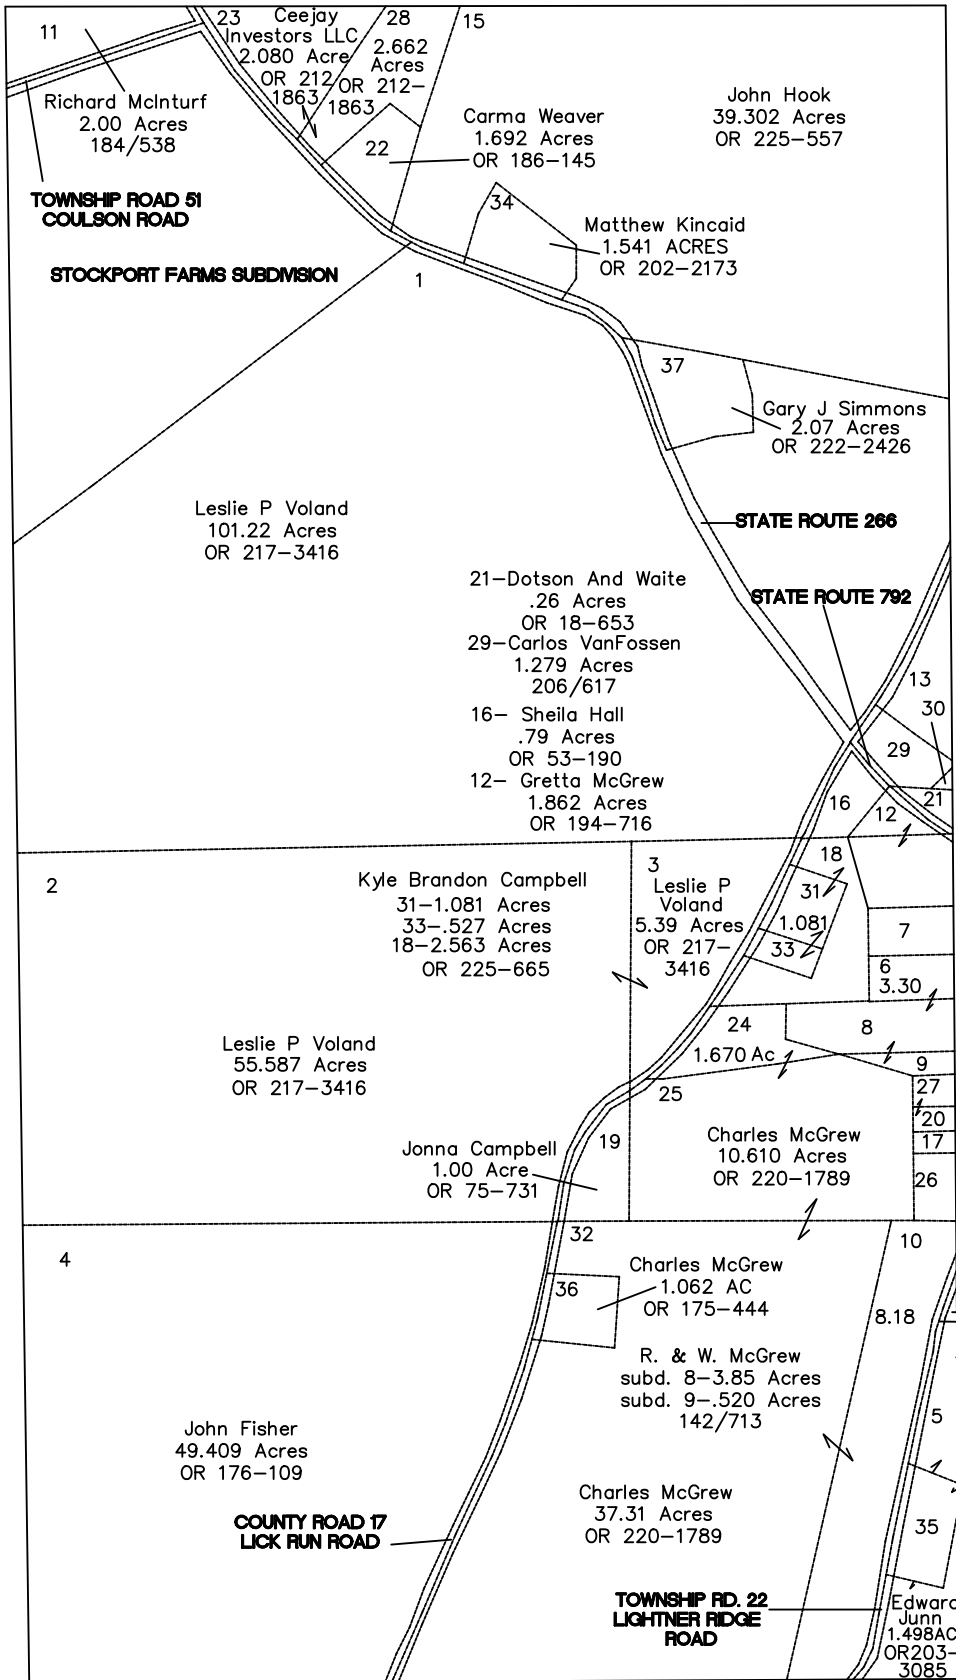 11
23
Ceejay
Investors LLC
2.080 Acre
OR 212
1863
28
2.662
Acres
OR 212-
1863
15
Richard McInturf
2.00 Acres
184/538
22
Carma Weaver
1.692 Acres
OR 186-145
John Hook
39.302 Acres
OR 225-557
TOWNSHIP ROAD 51
COULSON ROAD
34
Matthew Kincaid
1.541 ACRES
OR 202-2173
STOCKPORT FARMS SUBDIVISION
1
37
Gary J Simmons
2.07 Acres
OR 222-2426
Leslie P Voland
101.22 Acres
OR 217-3416
STATE ROUTE 266
STATE ROUTE 792
21-Dotson And Waite
.26 Acres
OR 18-653
29-Carlos VanFossen
1.279 Acres
206/617
16- Sheila Hall
.79 Acres
OR 53-190
12- Gretta McGrew
1.862 Acres
OR 194-716
13
30
29
21
16
12
2
Kyle Brandon Campbell
31-1.081 Acres
33-.527 Acres
18-2.563 Acres
OR 225-665
3
Leslie P
Voland
5.39 Acres
OR 217-
3416
18
31
1.081
33
7
6
3.30
Leslie P Voland
55.587 Acres
OR 217-3416
24
1.670 Ac
8
9
27
20
17
26
25
19
Jonna Campbell
1.00 Acre
OR 75-731
Charles McGrew
10.610 Acres
OR 220-1789
4
32
10
36
Charles McGrew
1.062 AC
OR 175-444
8.18
R. & W. McGrew
subd. 8-3.85 Acres
subd. 9-.520 Acres
142/713
5
John Fisher
49.409 Acres
OR 176-109
Charles McGrew
37.31 Acres
OR 220-1789
35
COUNTY ROAD 17
LICK RUN ROAD
TOWNSHIP RD. 22
LIGHTNER RIDGE
ROAD
Edward
Junn
1.498AC
OR203-
3085